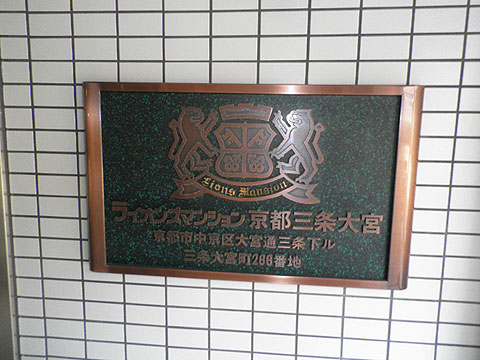 Lions Mansion
ライオンズマンション京都三条大宮
京都市中京区大宮通三条下ル
三条大宮町266番地